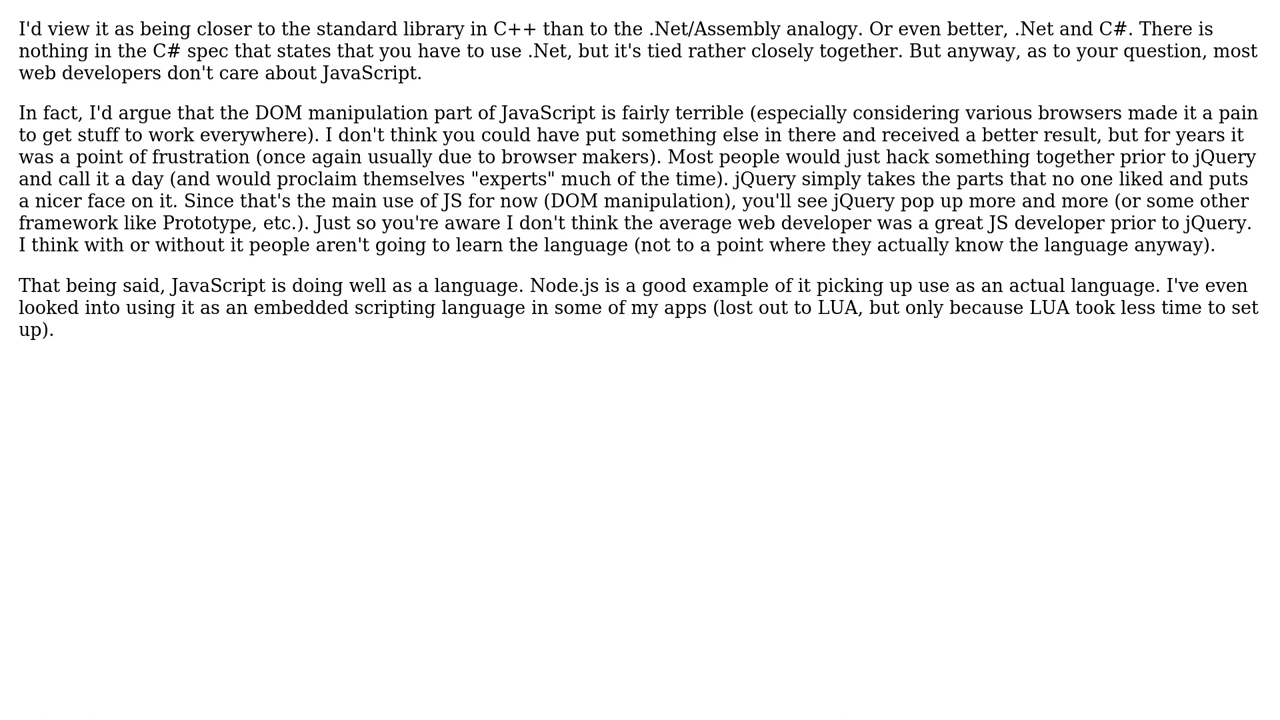 I'd view it as being closer to the standard library in C++ than to the .Net/Assembly analogy. Or even better, .Net and C#. There is
nothing in the C# spec that states that you have to use .Net, but it's tied rather closely together. But anyway, as to your question, most
web developers don't care about JavaScript.
In fact, I'd argue that the DOM manipulation part of JavaScript is fairly terrible (especially considering various browsers made it a pain
to get stuff to work everywhere). I don't think you could have put something else in there and received a better result, but for years it
was a point of frustration (once again usually due to browser makers). Most people would just hack something together prior to jQuery
and call it a day (and would proclaim themselves "experts" much of the time). jQuery simply takes the parts that no one liked and puts
a nicer face on it. Since that's the main use of JS for now (DOM manipulation), you'll see jQuery pop up more and more (or some other
framework like Prototype, etc.). Just so you're aware I don't think the average web developer was a great JS developer prior to jQuery.
I think with or without it people aren't going to learn the language (not to a point where they actually know the language anyway).
That being said, JavaScript is doing well as a language. Node.js is a good example of it picking up use as an actual language. I've even
looked into using it as an embedded scripting language in some of my apps (lost out to LUA, but only because LUA took less time to set
up).